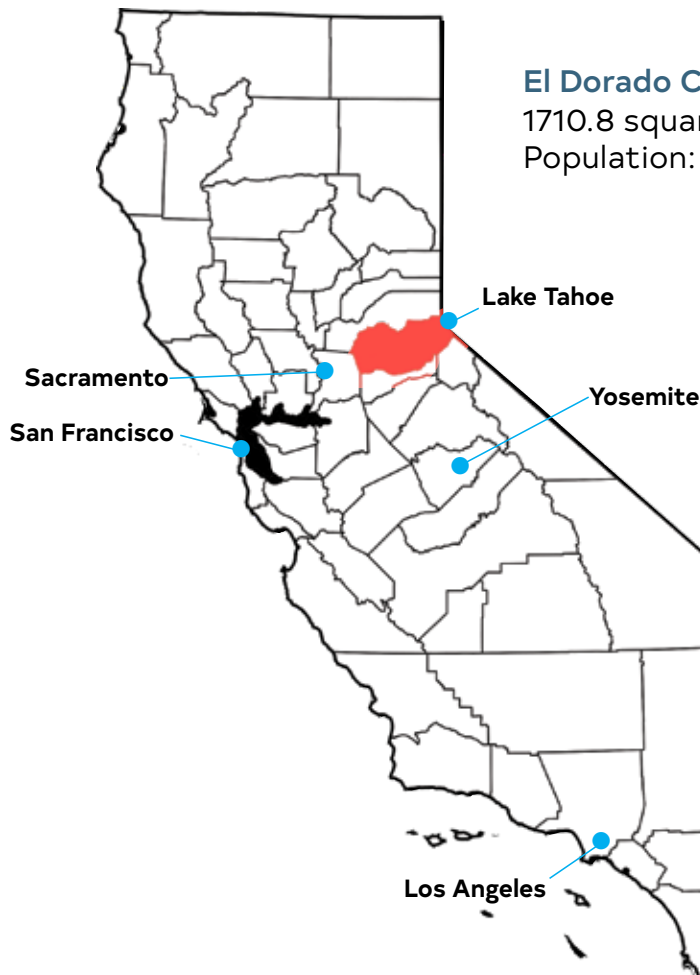 El Dorado C
1710.8 squar
Population:
Lake Tahoe
Sacramento
Yosemite
San Francisco
Los Angeles